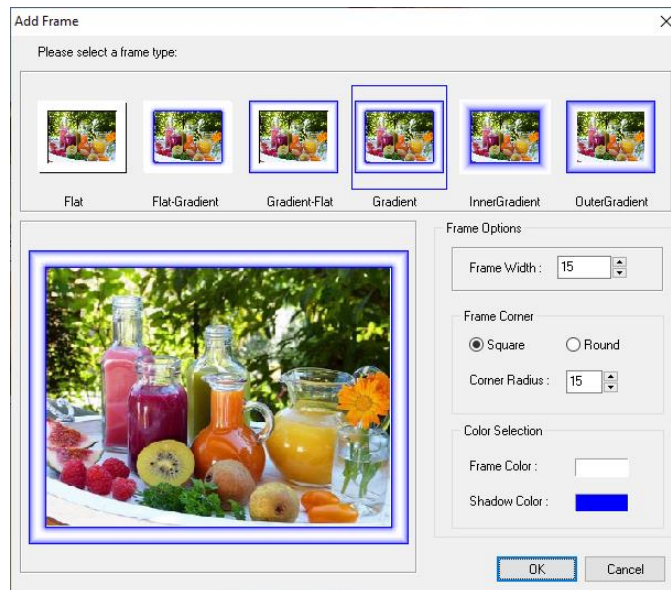 Add Frame
Please select a frame type:
Flat Flat-Gradient Gradient-Flat Gradient InnerGradient OuterGradient
Frame Options
Frame Width : 15
Frame Corner
Square Round
Corner Radius : 15
Color Selection
Frame Color :
Shadow Color :
OK Cancel